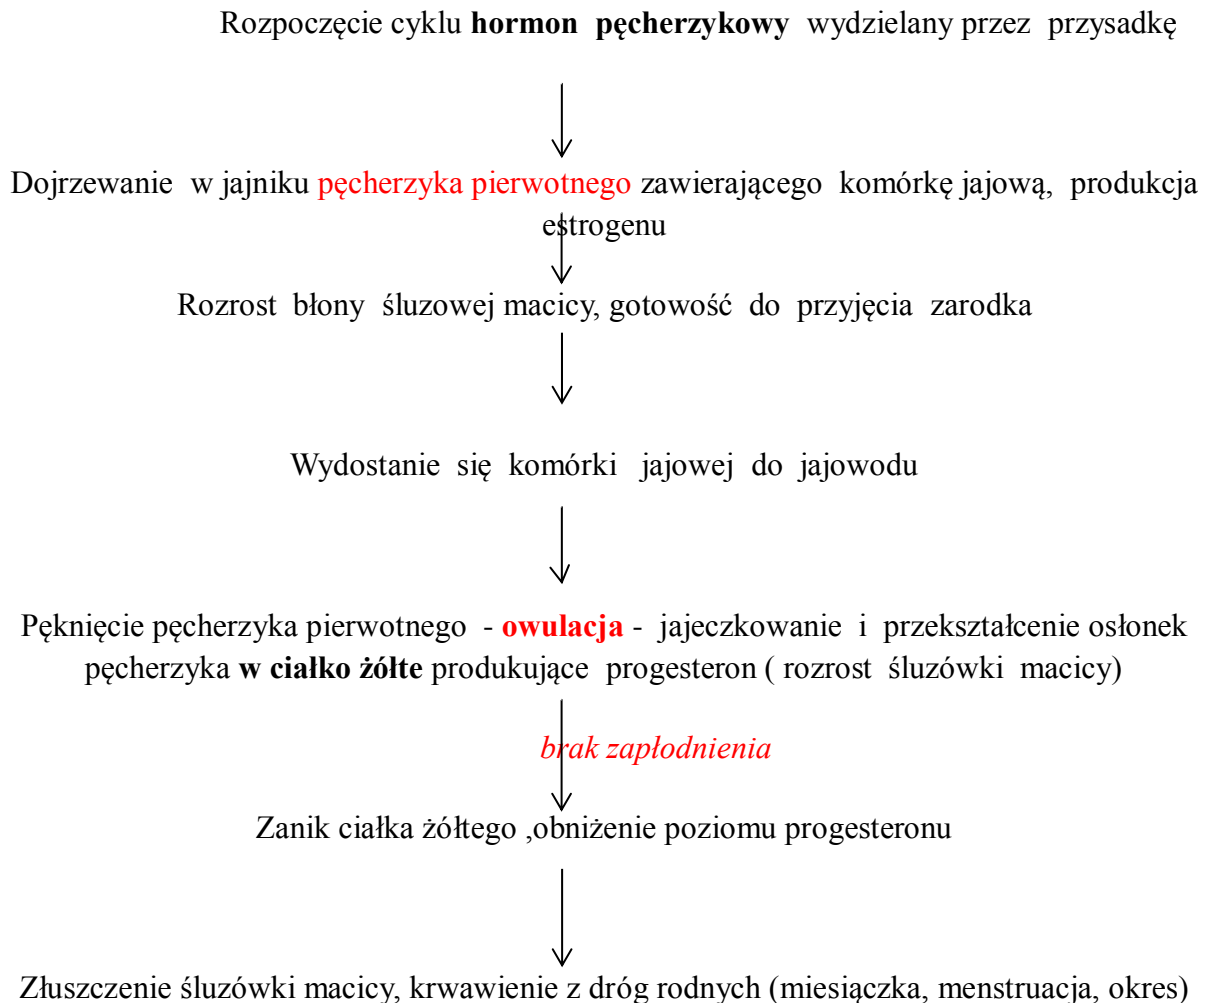 Rozpoczęcie cyklu hormon pęcherzykowy wydzielany przez przysadkę
Dojrzewanie w jajniku pęcherzyka pierwotnego zawierającego komórkę jajową, produkcja
estrogenu
Rozrost błony śluzowej macicy, gotowość do przyjęcia zarodka
Wydostanie się komórki jajowej do jajowodu
Pęknięcie pęcherzyka pierwotnego - owulacja - jajeczkowanie i przekształcenie osłonek
pęcherzyka w ciałko żółte produkujące progesteron ( rozrost śluzówki macicy)
brak zapłodnienia
Zanik ciałka żółtego ,obniżenie poziomu progesteronu
Złuszczenie śluzówki macicy, krwawienie z dróg rodnych (miesiączka, menstruacja, okres)